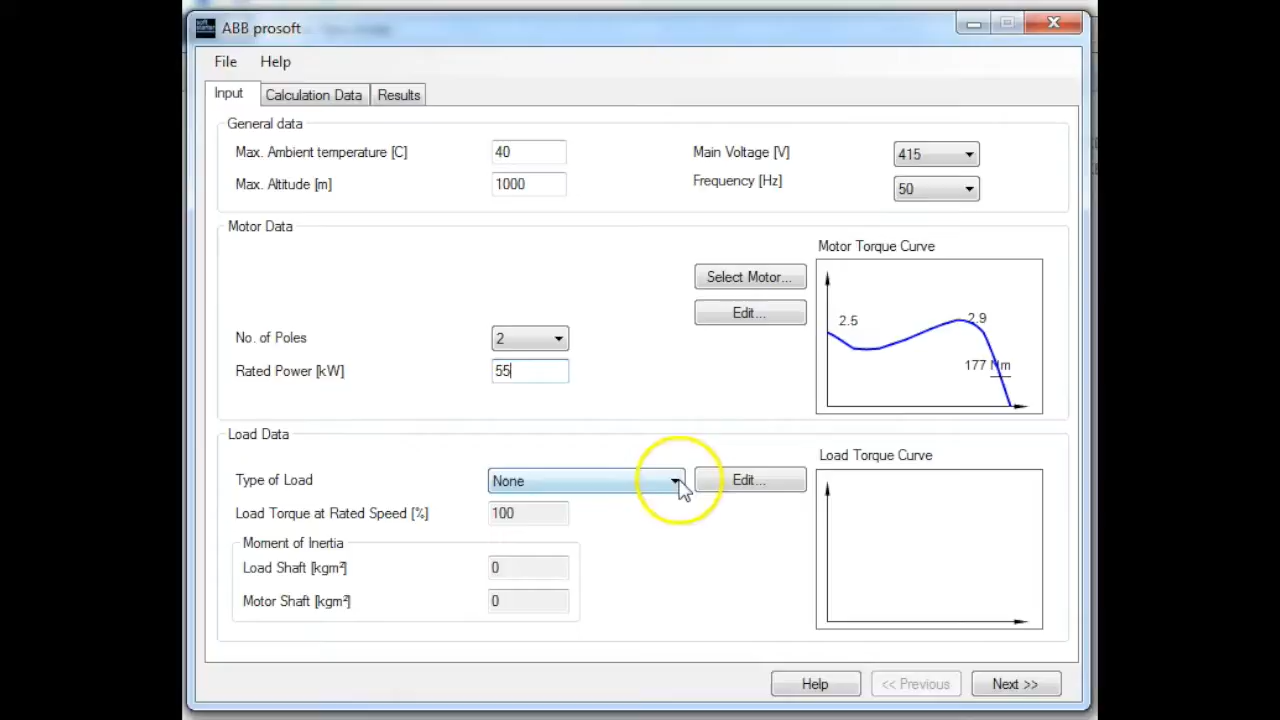 ABB prosoft
File Help
Input Calculation Data Results
General data
Max. Ambient temperature [C] 40 Main Voltage [V] 415
Max. Altitude [m] 1000 Frequency [Hz] 50
Motor Data
Motor Torque Curve
Select Motor...
Edit...
2.5 2.9
No. of Poles 2
Rated Power [kW] 55 177 Nm
Load Data
Load Torque Curve
Type of Load None Edit...
Load Torque at Rated Speed [%] 100
Moment of Inertia
Load Shaft [kgm²] 0
Motor Shaft [kgm²] 0
Help << Previous Next >>